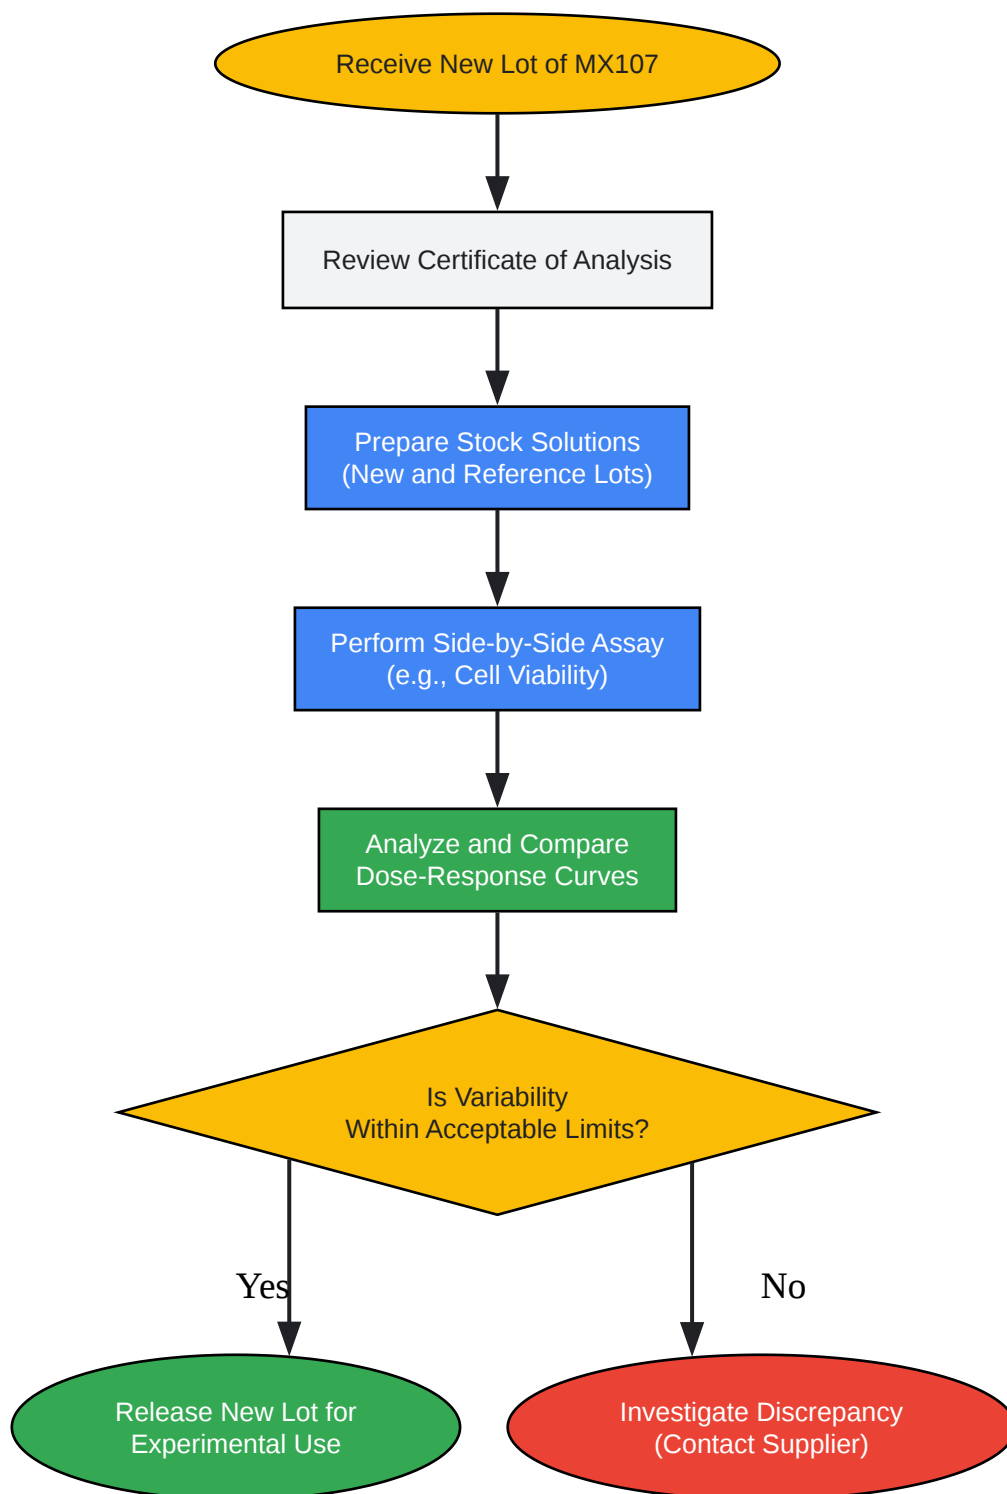 Receive New Lot of MX107
Review Certificate of Analysis
Prepare Stock Solutions
(New and Reference Lots)
Perform Side-by-Side Assay
(e.g., Cell Viability)
Analyze and Compare
Dose-Response Curves
Is Variability
Within Acceptable Limits?
Yes
No
Release New Lot for
Experimental Use
Investigate Discrepancy
(Contact Supplier)